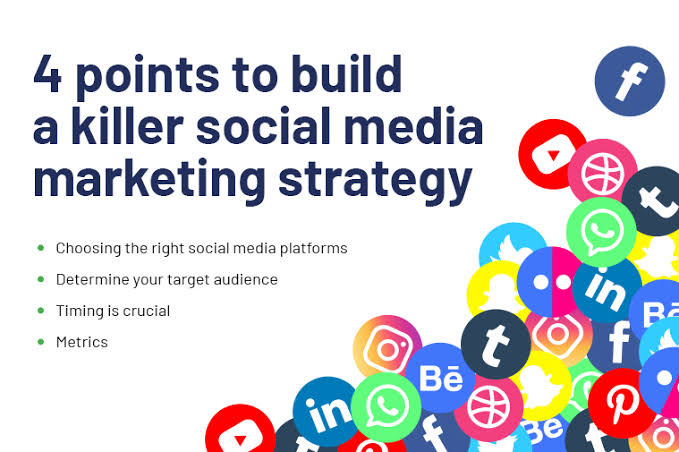 4 points to build
a killer social media
marketing strategy
Choosing the right social media platforms
Determine your target audience
Timing is crucial
Metrics